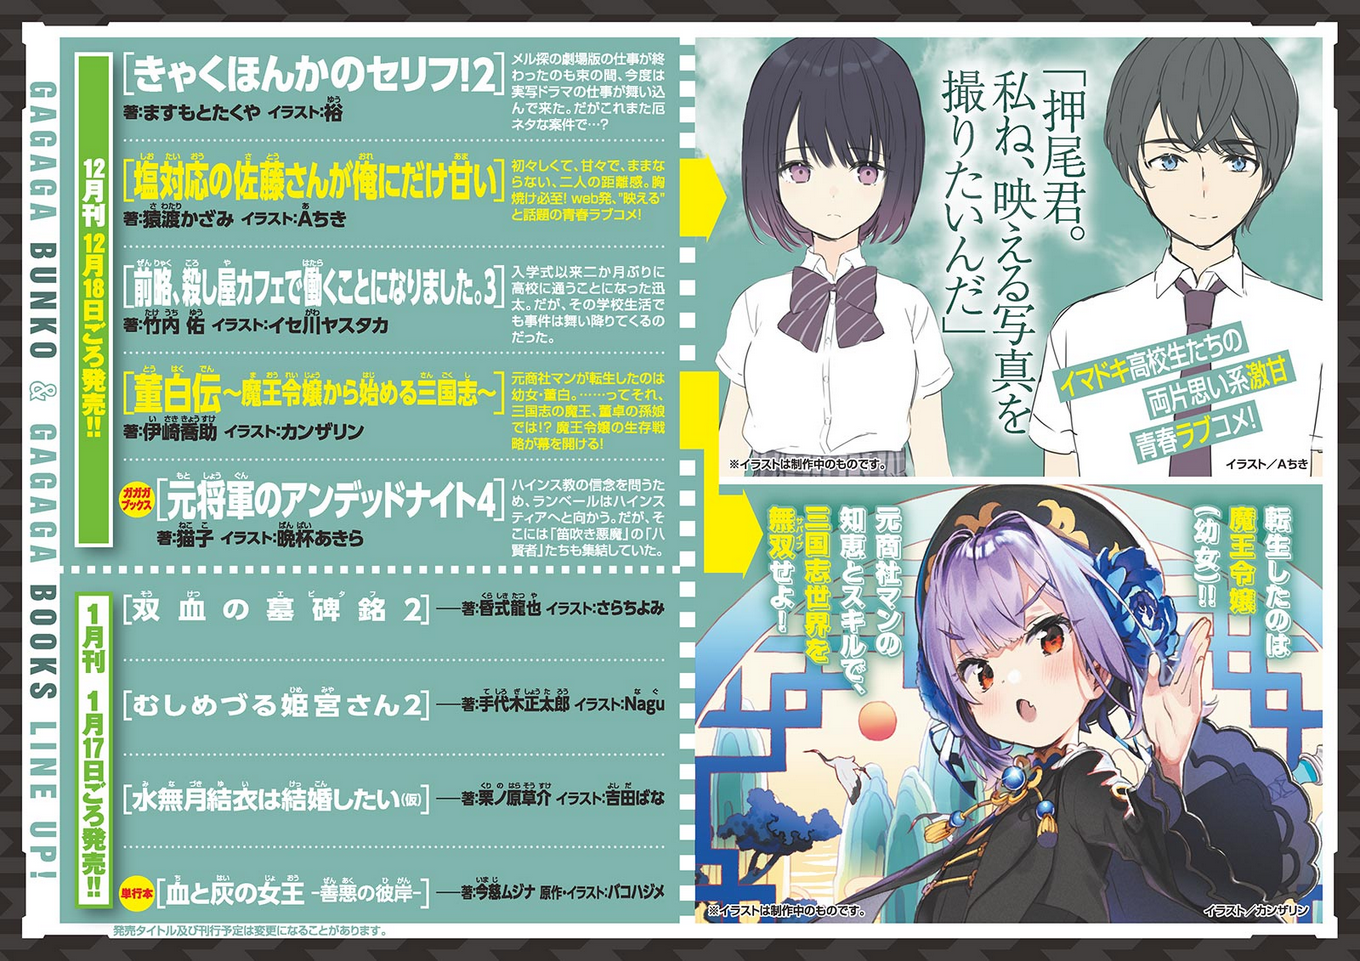 GAGAGA BUNKO & GAGAGA BOOKS LINE UP!
12月刊 12月18日ごろ発売!!
[きゃくほんかのセリフ!2]
著:ますもとたくや イラスト:裕
メル探の劇場版の仕事が終
わったのも束の間、今度は
実写ドラマの仕事が舞い込
んで来た。だがこれまた厄
ネタな案件で…?
[塩対応の佐藤さんが俺にだけ甘い]
著:猿渡かざみ イラスト:Aちき
初々しくて、甘々で、ままな
らない、二人の距離感。胸
焼け必至! web発、"映える"
と話題の青春ラブコメ!
[前略、殺し屋カフェで働くことになりました。3]
著:竹内 佑 イラスト:イセ川ヤスタカ
入学式以来二か月ぶりに
高校に通うことになった迅
太。だが、その学校生活で
も事件は舞い降りてくるの
だった。
[董白伝~魔王令嬢から始める三国志~]
著:伊崎喬助 イラスト:カンザリン
元商社マンが転生したのは
幼女・董白。……ってそれ、
三国志の魔王、董卓の孫娘
では!? 魔王令嬢の生存戦
略が幕を開ける!
ガガガ
ブックス
[元将軍のアンデッドナイト4]
著:猫子 イラスト:晩杯あきら
ハインス教の信念を問うた
め、ランベールはハインス
ティアへと向かう。だが、そ
こには「笛吹き悪魔」の「八
賢者」たちも集結していた。
1月刊 1月17日ごろ発売!!
[双血の墓碑銘 2]
著:昏式龍也 イラスト:さらちよみ
[むしめづる姫宮さん2]
著:手代木正太郎 イラスト:Nagu
[水無月結衣は結婚したい(仮)]
著:栗ノ原草介 イラスト:吉田ばな
単行本
[血と灰の女王 -善悪の彼岸-]
著:今慈ムジナ 原作・イラスト:バコハジメ
発売タイトル及び刊行予定は変更になることがあります。
「押尾君。
私ね、映える写真を
撮りたいんだ」
イマドキ高校生たちの
両片思い系激甘
青春ラブコメ!
※イラストは制作中のものです。
イラスト/Aちき
転生したのは
魔王令嬢
(幼女)!!
元商社マンの
知恵とスキルで、
三国志世界を
無双せよ!
※イラストは制作中のものです。
イラスト/カンザリン